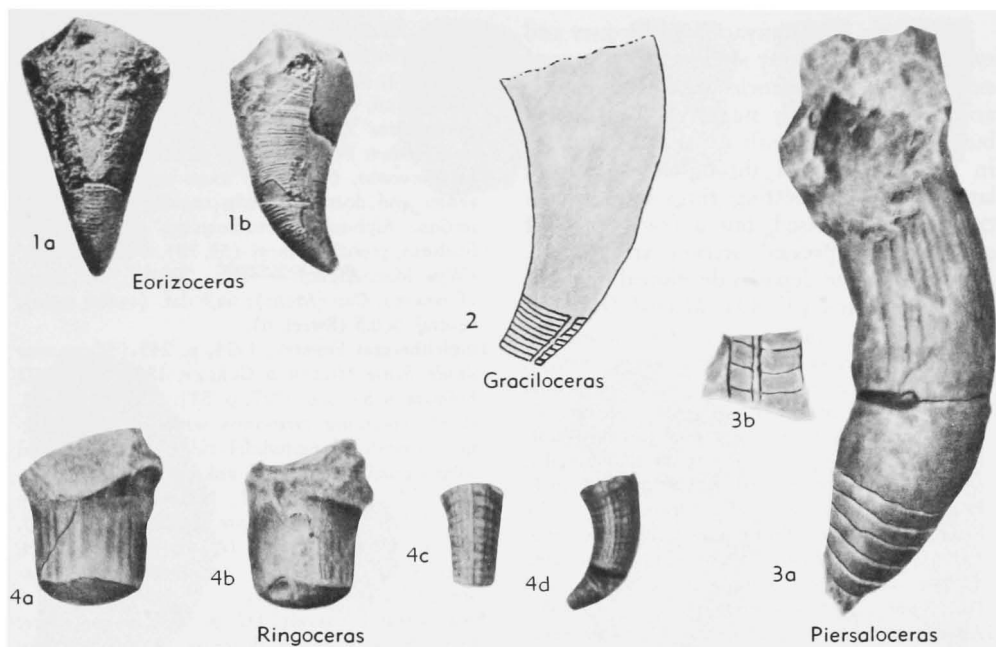 1a
1b
Eorizoceras
2
Graciloceras
3b
4a
4b
4c
4d
3a
Ringoceras
Piersaloceras